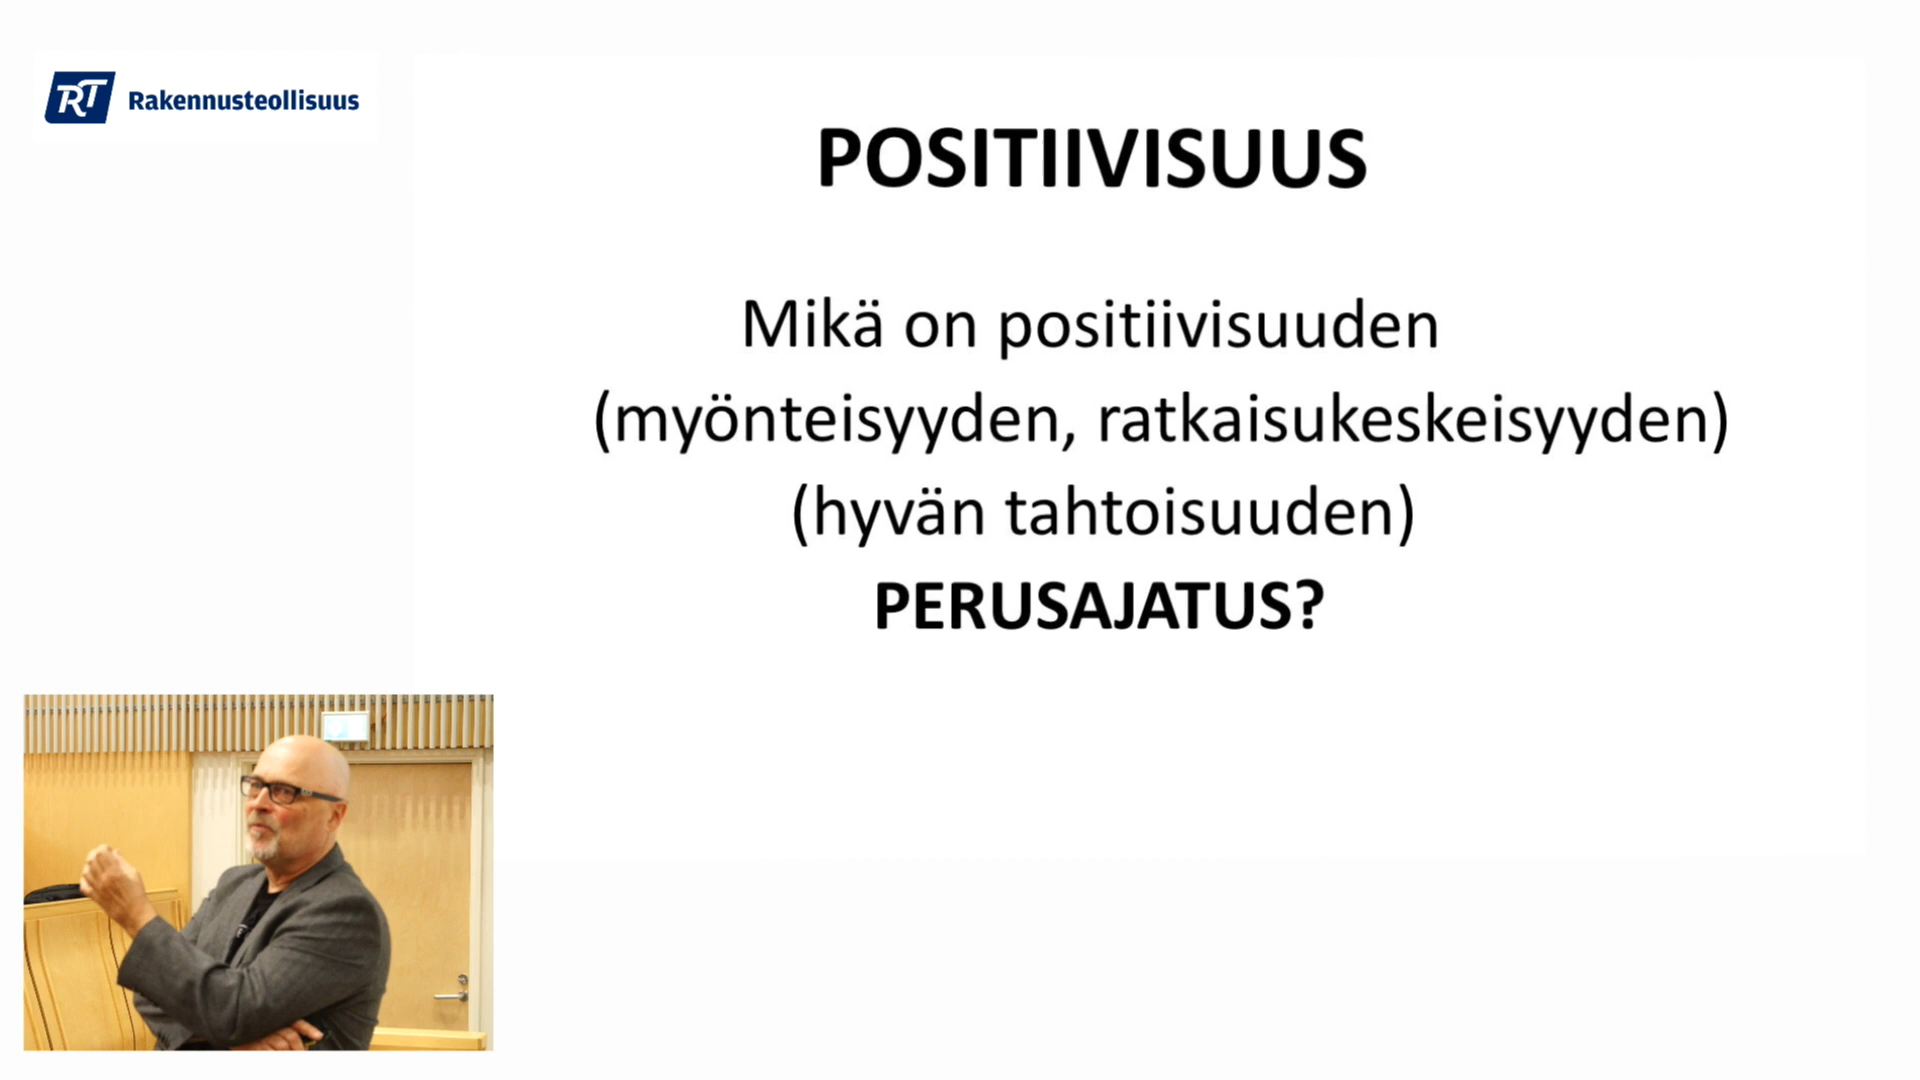 RT Rakennusteollisuus
POSITIIVISUUS
Mikä on positiivisuuden
(myönteisyyden, ratkaisukeskeisyyden)
(hyvän tahtoisuuden)
PERUSAJATUS?